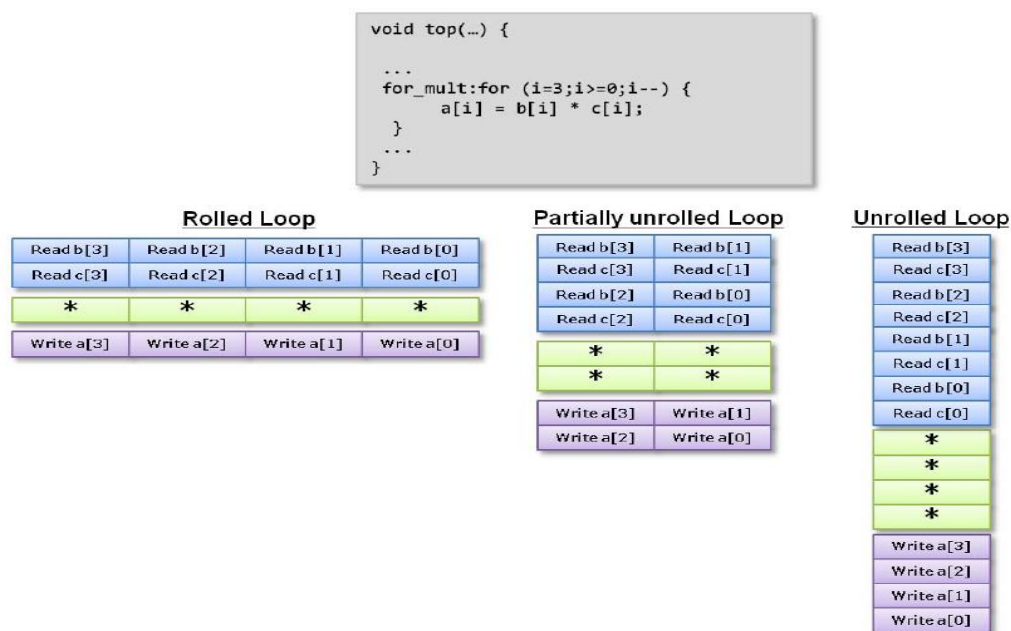 void top(…) {
...
for_mult:for (i=3;i>=0;i--) {
a[i] = b[i] * c[i];
}
...
}
Rolled Loop
Read b[3] Read b[2] Read b[1] Read b[0]
Read c[3] Read c[2] Read c[1] Read c[0]
* * * *
Write a[3] Write a[2] Write a[1] Write a[0]
Partially unrolled Loop
Read b[3] Read b[1]
Read c[3] Read c[1]
Read b[2] Read b[0]
Read c[2] Read c[0]
* *
* *
Write a[3] Write a[1]
Write a[2] Write a[0]
Unrolled Loop
Read b[3]
Read c[3]
Read b[2]
Read c[2]
Read b[1]
Read c[1]
Read b[0]
Read c[0]
*
*
*
*
Write a[3]
Write a[2]
Write a[1]
Write a[0]